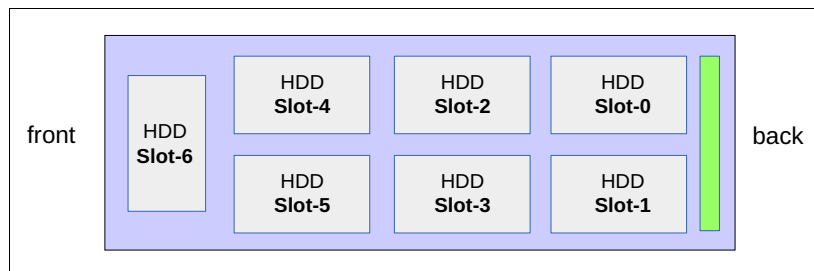 front
HDD
Slot-6
HDD
Slot-4
HDD
Slot-2
HDD
Slot-0
HDD
Slot-5
HDD
Slot-3
HDD
Slot-1
back